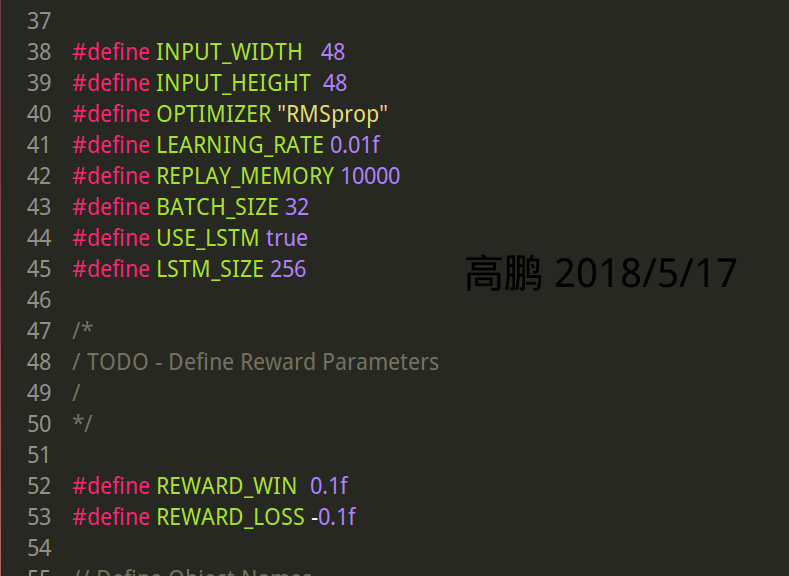 37
38 #define INPUT_WIDTH 48
39 #define INPUT_HEIGHT 48
40 #define OPTIMIZER "RMSprop"
41 #define LEARNING_RATE 0.01f
42 #define REPLAY_MEMORY 10000
43 #define BATCH_SIZE 32
44 #define USE_LSTM true
45 #define LSTM_SIZE 256
高鹏 2018/5/17
46
47 /*
48 / TODO - Define Reward Parameters
49 /
50 */
51
52 #define REWARD_WIN 0.1f
53 #define REWARD_LOSS -0.1f
54
55 // Define Object Names